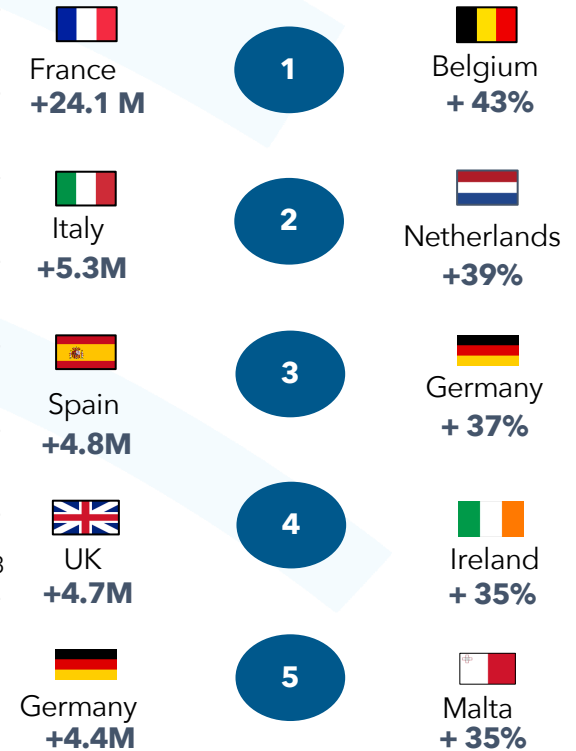 France
+24.1 M
1
Belgium
+ 43%
Italy
+5.3M
2
Netherlands
+39%
Spain
+4.8M
3
Germany
+ 37%
3
UK
+4.7M
4
Ireland
+ 35%
Germany
+4.4M
5
Malta
+ 35%